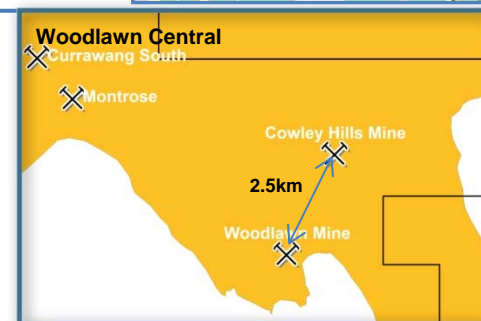 Woodlawn Central
Currawang South
Montrose
Cowley Hills Mine
2.5km
Woodlawn Mine